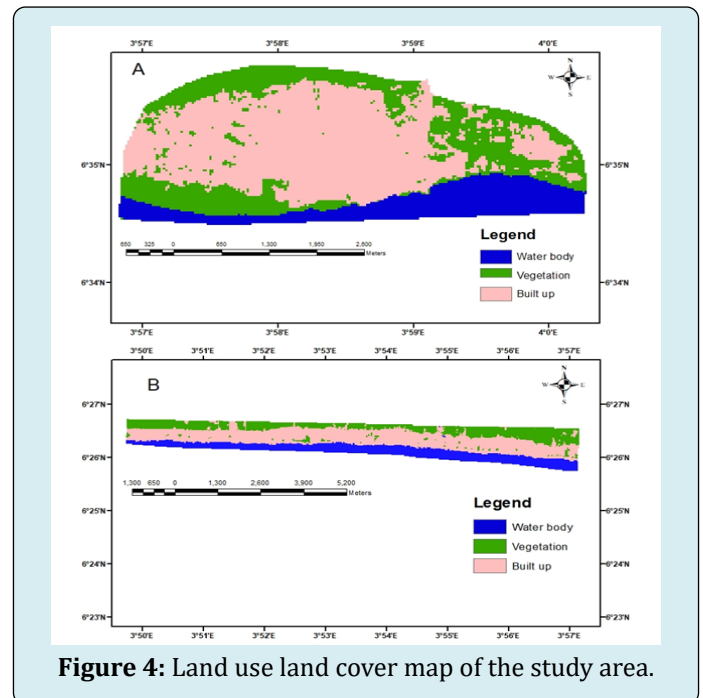 3°57'E 3°58'E 3°59'E 4°0'E
A
N
W E
S
6°35'N 6°35'N
Legend
Water body
Vegetation
Built up
650 325 0 650 1,300 1,950 2,600
Meters
6°34'N 6°34'N
3°57'E 3°58'E 3°59'E 4°0'E
3°50'E 3°51'E 3°52'E 3°53'E 3°54'E 3°55'E 3°56'E 3°57'E
B
N
W E
S
6°27'N 6°27'N
6°26'N 6°26'N
1,300 650 0 1,300 2,600 3,900 5,200
Meters
Legend
Water body
Vegetation
Built up
6°25'N 6°25'N
6°24'N 6°24'N
6°23'N 6°23'N
3°50'E 3°51'E 3°52'E 3°53'E 3°54'E 3°55'E 3°56'E 3°57'E
Figure 4: Land use land cover map of the study area.